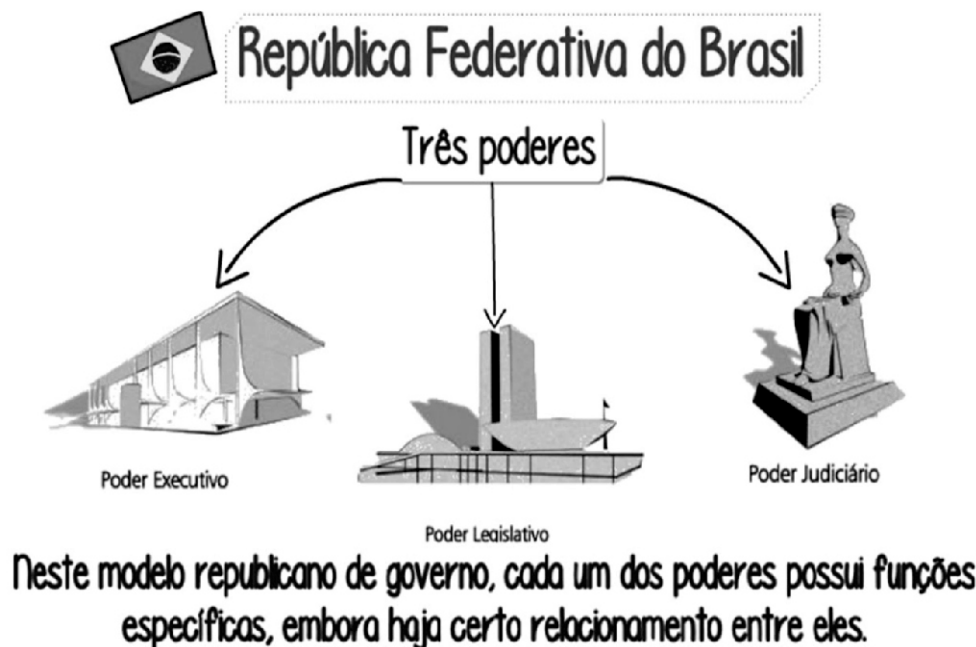 República Federativa do Brasil
Três poderes
Poder Executivo
Poder Legislativo
Poder Judiciário
Neste modelo republicano de governo, cada um dos poderes possui funções
específicas, embora haja certo relacionamento entre eles.